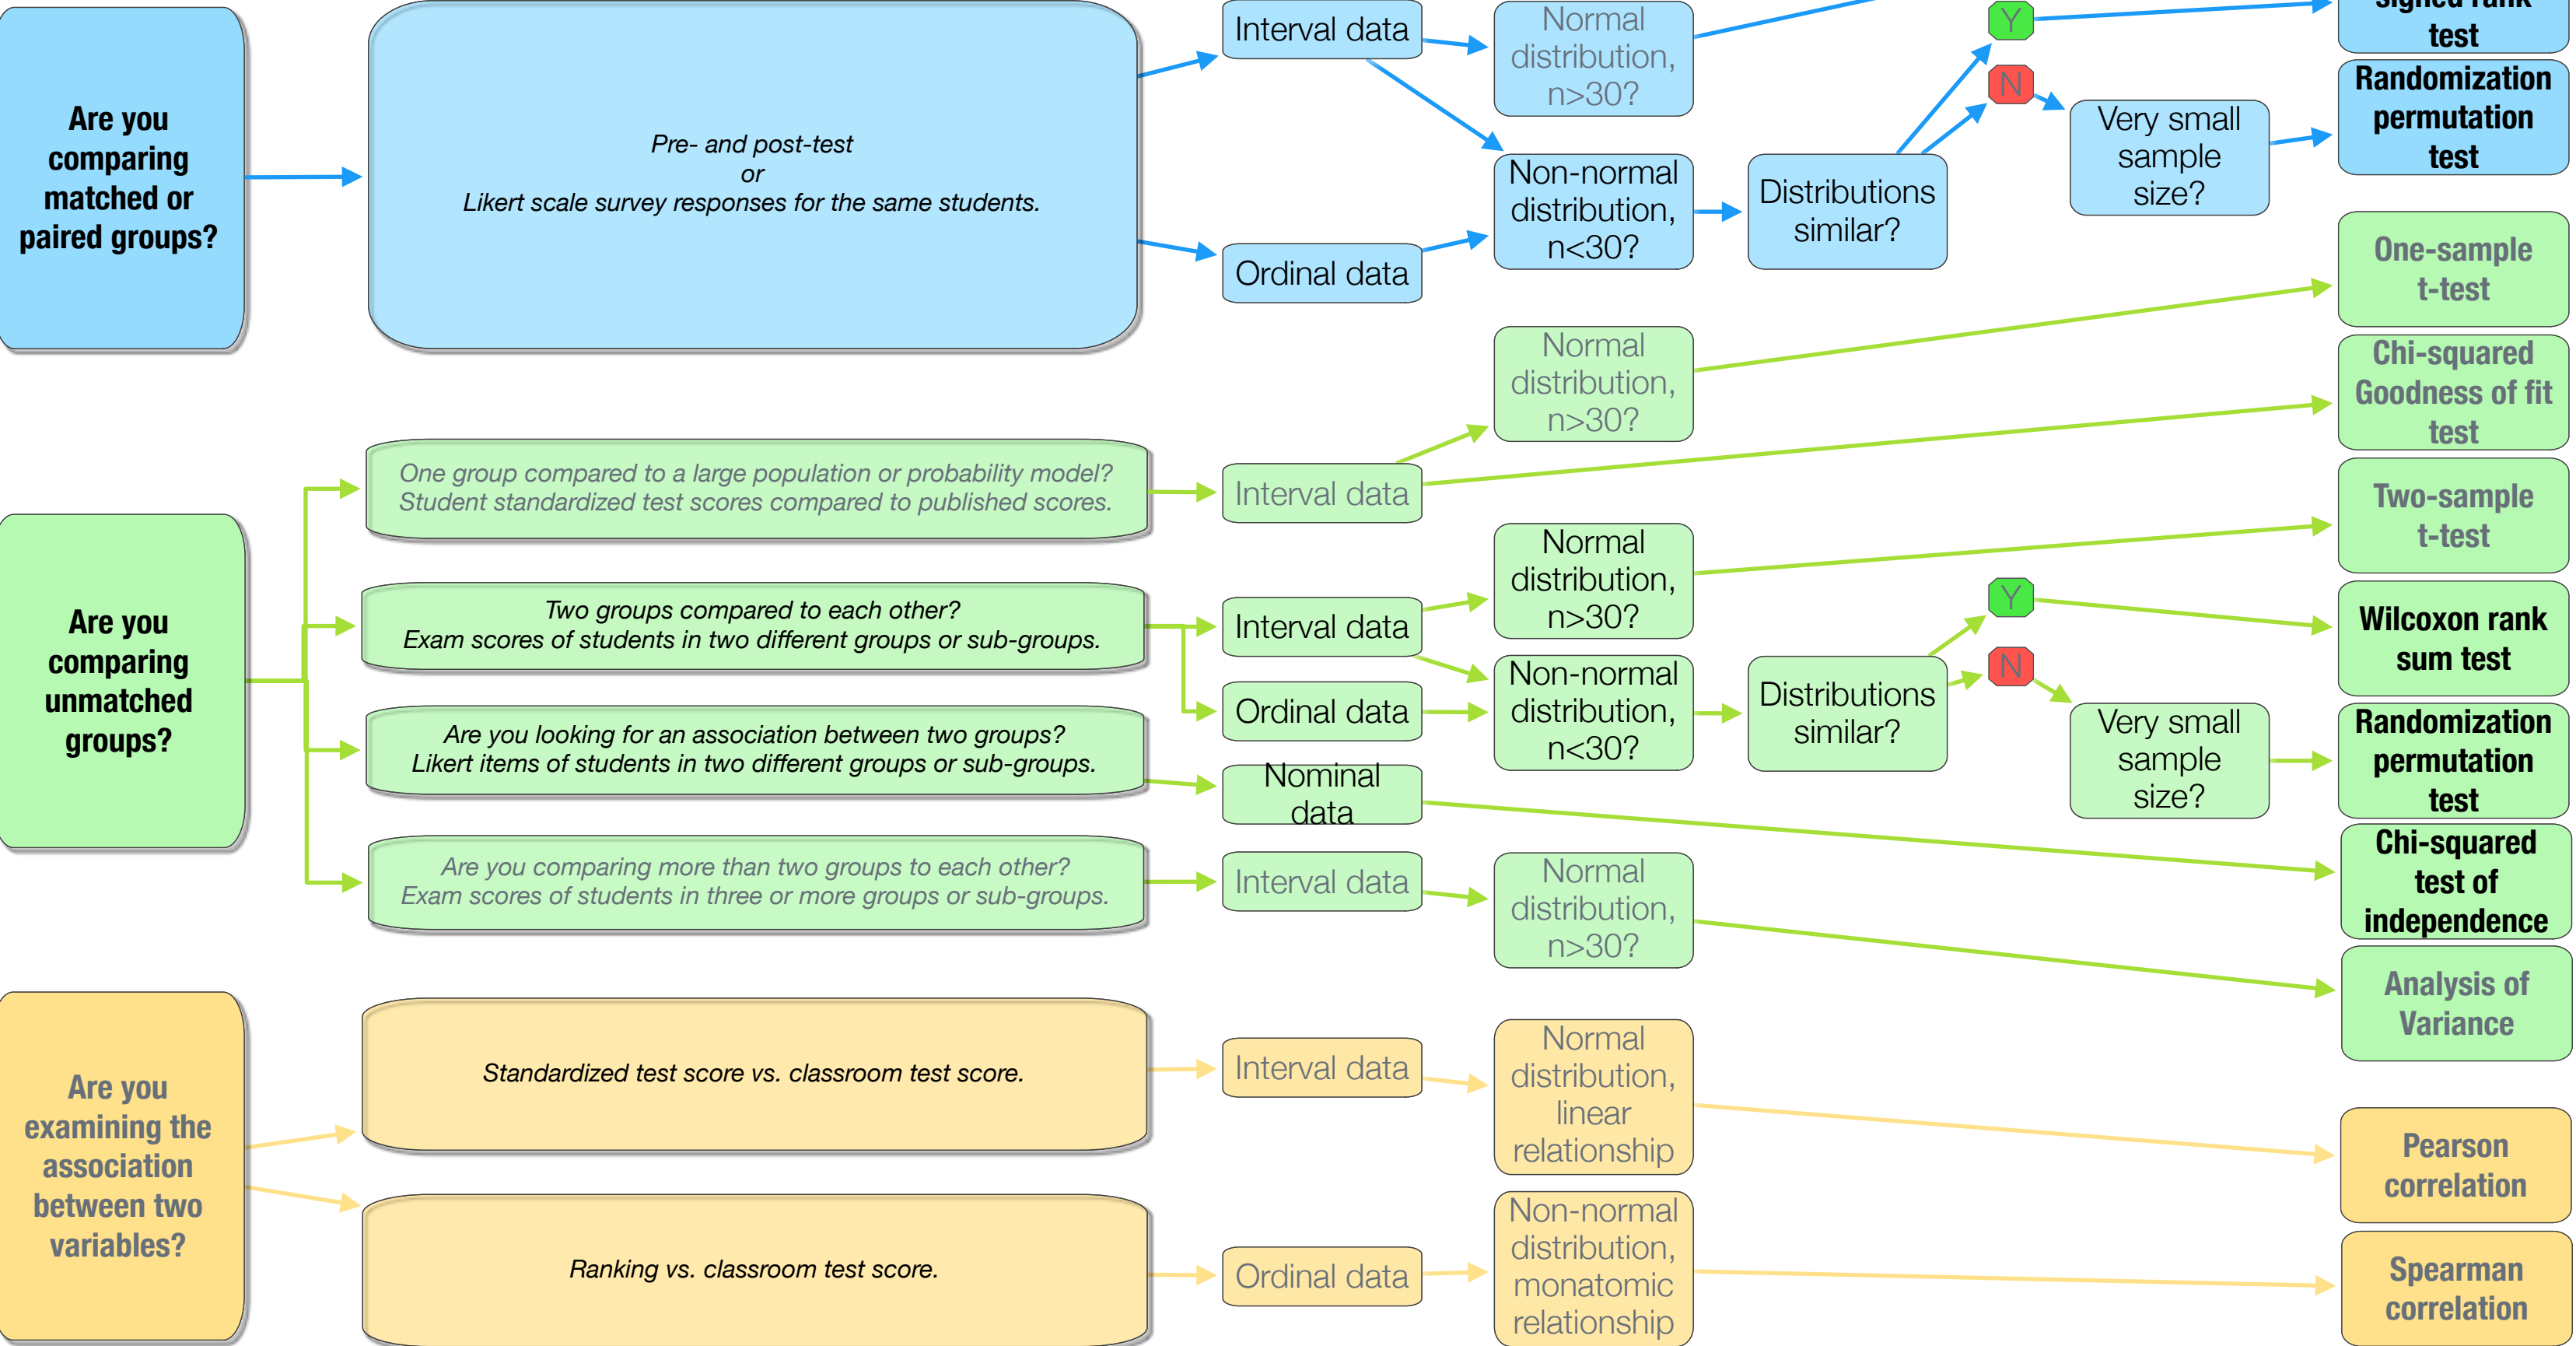 Are you
comparing
matched or
paired groups?
Pre- and post-test
or
Likert scale survey responses for the same students.
Interval data
Ordinal data
Normal
distribution,
n>30?
Non-normal
distribution,
n<30?
Distributions
similar?
Y
N
Very small
sample
size?
signed rank
test
Randomization
permutation
test
Are you
comparing
unmatched
groups?
One group compared to a large population or probability model?
Student standardized test scores compared to published scores.
Interval data
Normal
distribution,
n>30?
One-sample
t-test
Chi-squared
Goodness of fit
test
Two groups compared to each other?
Exam scores of students in two different groups or sub-groups.
Interval data
Ordinal data
Normal
distribution,
n>30?
Non-normal
distribution,
n<30?
Distributions
similar?
Y
N
Very small
sample
size?
Two-sample
t-test
Wilcoxon rank
sum test
Randomization
permutation
test
Are you looking for an association between two groups?
Likert items of students in two different groups or sub-groups.
Nominal
data
Chi-squared
test of
independence
Are you comparing more than two groups to each other?
Exam scores of students in three or more groups or sub-groups.
Interval data
Normal
distribution,
n>30?
Analysis of
Variance
Are you
examining the
association
between two
variables?
Standardized test score vs. classroom test score.
Interval data
Normal
distribution,
linear
relationship
Pearson
correlation
Ranking vs. classroom test score.
Ordinal data
Non-normal
distribution,
monatomic
relationship
Spearman
correlation